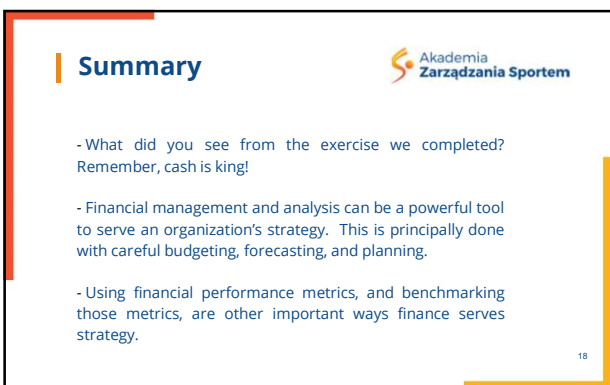 Summary
Akademia
Zarządzania Sportem
- What did you see from the exercise we completed?
Remember, cash is king!
- Financial management and analysis can be a powerful tool
to serve an organization's strategy. This is principally done
with careful budgeting, forecasting, and planning.
- Using financial performance metrics, and benchmarking
those metrics, are other important ways finance serves
strategy.
18